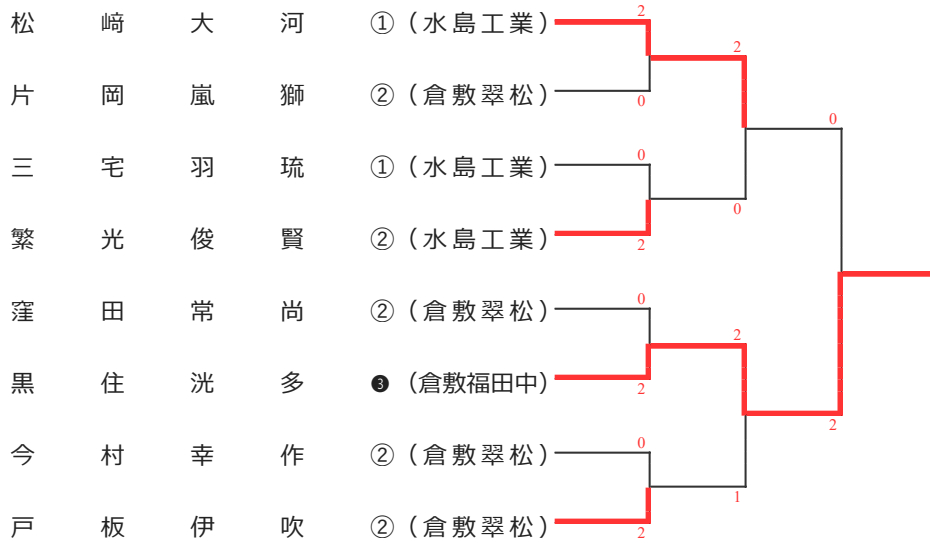 松 﨑 大 河 ①(水島工業) 2
2
片 岡 嵐 獅 ②(倉敷翠松) 0
0
三 宅 羽 琉 ①(水島工業) 0
0
繁 光 俊 賢 ②(水島工業) 2
窪 田 常 尚 ②(倉敷翠松) 0
2
黒 住 洸 多 ❸(倉敷福田中) 2
2
今 村 幸 作 ②(倉敷翠松) 0
1
戸 板 伊 吹 ②(倉敷翠松) 2